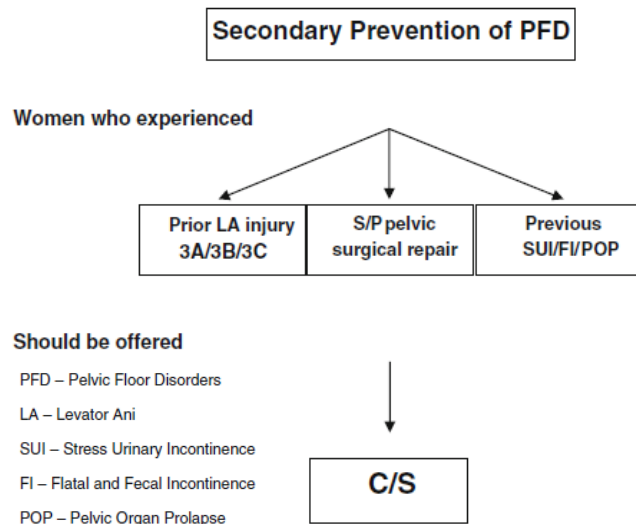 Secondary Prevention of PFD
Women who experienced
Prior LA injury
3A/3B/3C
S/P pelvic
surgical repair
Previous
SUI/FI/POP
Should be offered
PFD – Pelvic Floor Disorders
LA – Levator Ani
SUI – Stress Urinary Incontinence
FI – Flatal and Fecal Incontinence
POP – Pelvic Organ Prolapse
C/S